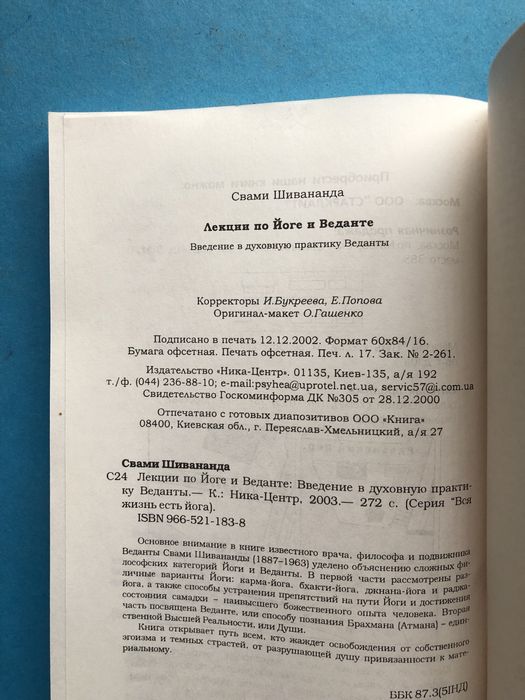 Свами Шивананда
Лекции по Йоге и Веданте
Введение в духовную практику Веданты
Корректоры И.Букреева, Е.Попова
Оригинал-макет О.Гашенко
Подписано в печать 12.12.2002. Формат 60х84/16.
Бумага офсетная. Печать офсетная. Печ. л. 17. Зак. № 2-261.
Издательство «Ника-Центр». 01135, Киев-135, а/я 192
т./ф. (044) 236-88-10; e-mail:psyhea@uprotel.net.ua, servic57@i.com.ua
Свидетельство Госкоминформа ДК №305 от 28.12.2000
Отпечатано с готовых диапозитивов ООО «Книга»
08400, Киевская обл., г. Переяслав-Хмельницкий, а/я 27
Свами Шивананда
С24 Лекции по Йоге и Веданте: Введение в духовную практи-
ку Веданты.— К.: Ника-Центр, 2003.— 272 с. (Серия "Вся
жизнь есть йога).
ISBN 966-521-183-8
Основное внимание в книге известного врача, философа и подвижника
Веданты Свами Шивананды (1887–1963) уделено объяснению сложных фи-
лософских категорий Йоги и Веданты. В первой части рассмотрены раз-
личные варианты Йоги: карма-йога, бхакти-йога, джнана-йога и раджа-
йога, а также способы устранения препятствий на пути Йоги и достижения
состояния самадхи – наивысшего божественного опыта человека. Вторая
часть посвящена Веданте, или способу познания Брахмана (Атмана) – един-
ственной Высшей Реальности, или Души.
Книга открывает путь всем, кто жаждет освобождения от собственного
эгоизма и темных страстей, от разрушающей душу привязанности к мате-
риальному.
ББК 87.3(5ИНД)